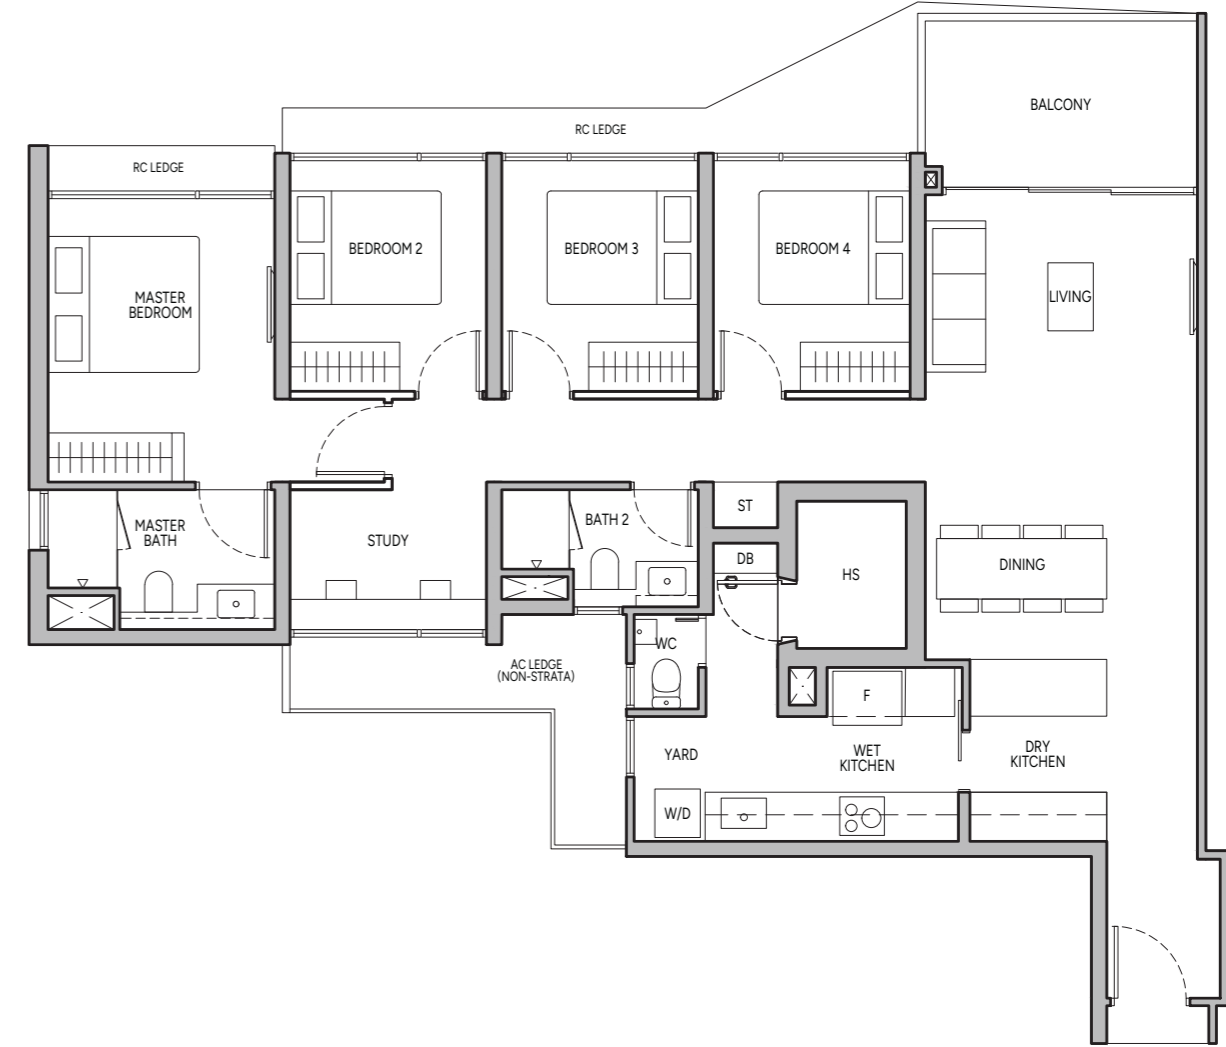 BALCONY
RC LEDGE
RC LEDGE
BEDROOM 2
BEDROOM 3
BEDROOM 4
MASTER
BEDROOM
LIVING
ST
BATH 2
MASTER
BATH
STUDY
DB
HS
DINING
WC
AC LEDGE
(NON-STRATA)
F
YARD
WET
KITCHEN
DRY
KITCHEN
W/D